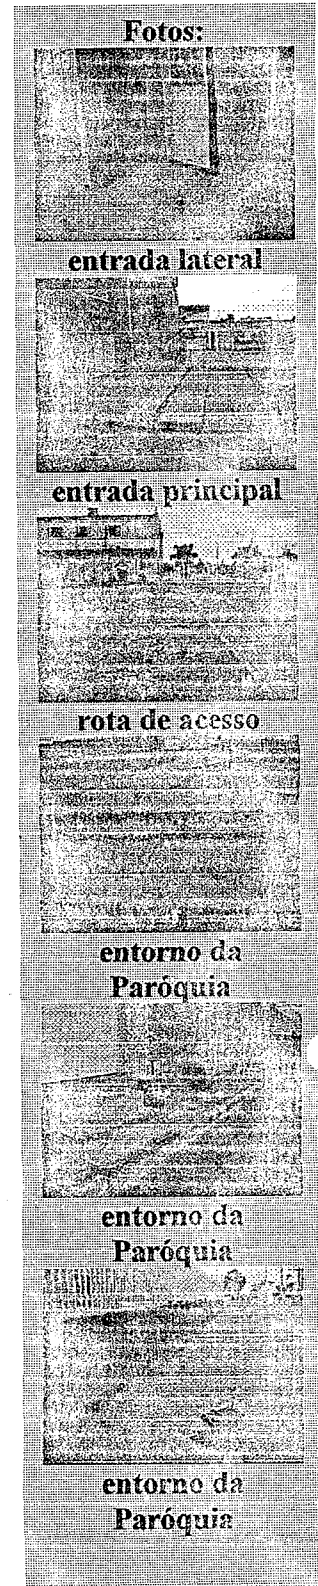 Fotos:
entrada lateral
entrada principal
rota de acesso
entorno da
Paróquia
entorno da
Paróquia
entorno da
Paróquia